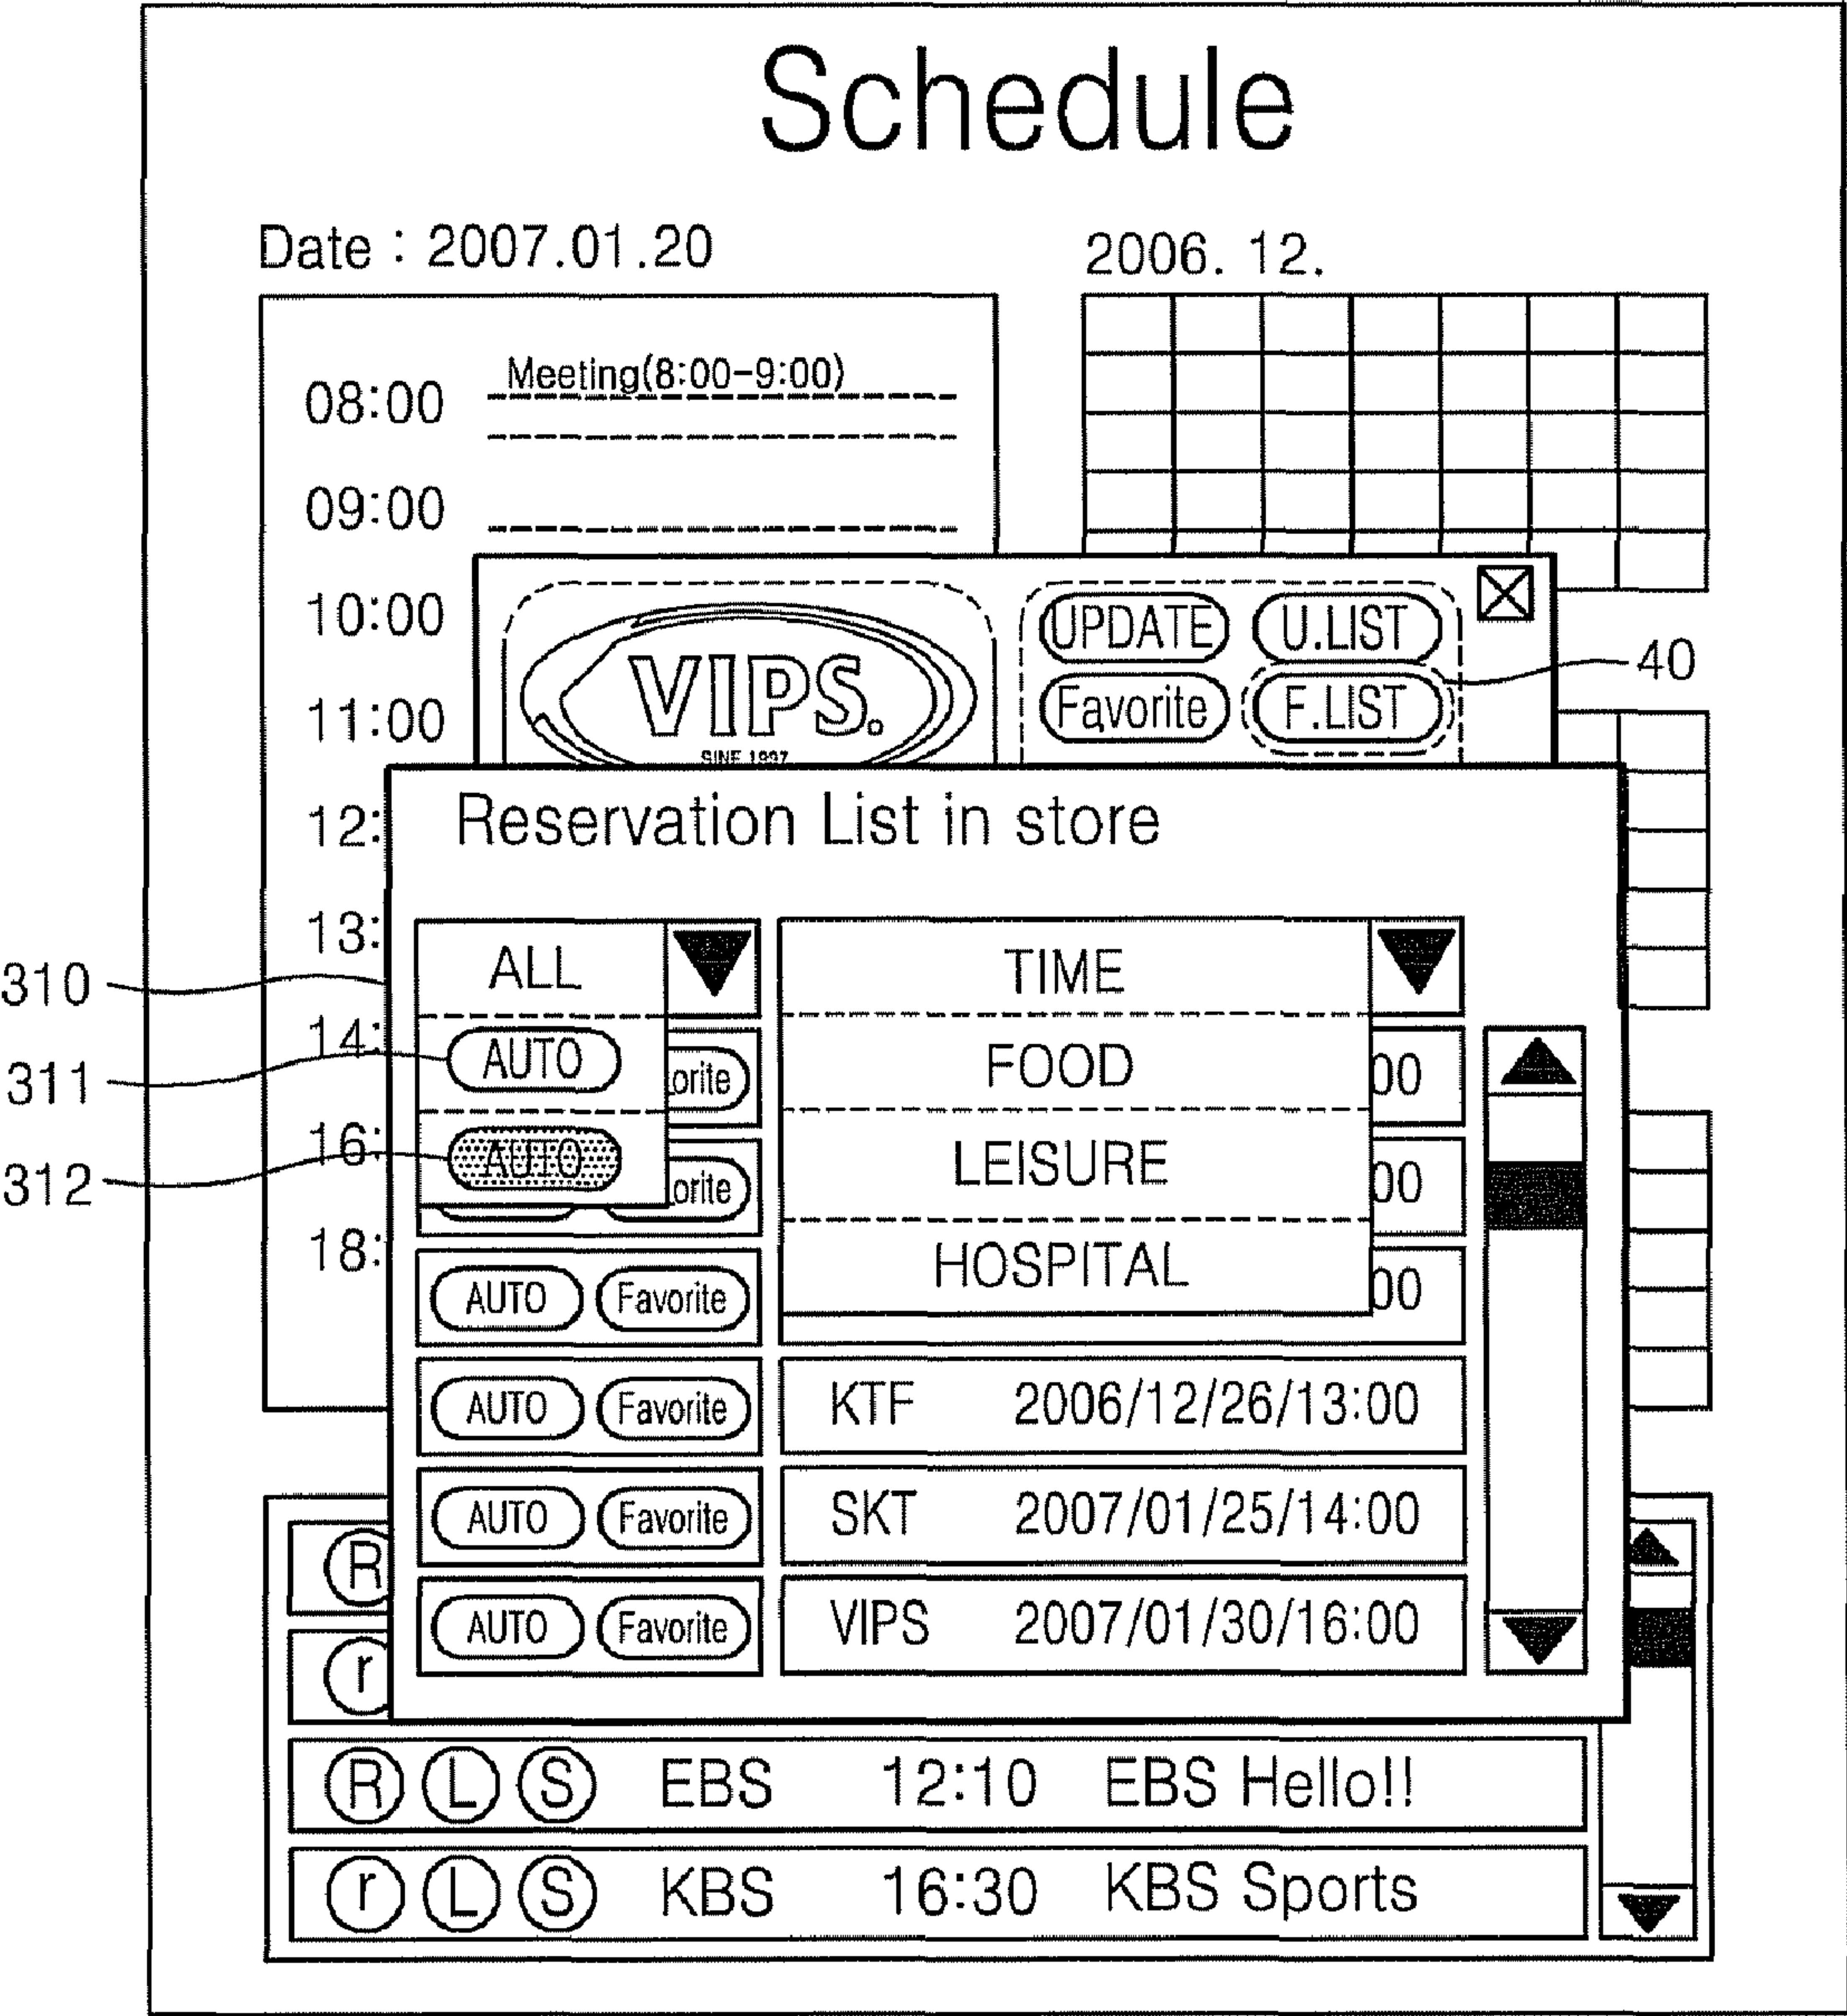 Schedule
Date : 2007.01.20
2006. 12.
Meeting(8:00-9:00)
08:00
09:00
10:00
11:00
12:
13:
14:
16:
18:
VIPS.
SINE 1997
UPDATE U.LIST
Favorite F.LIST
40
Reservation List in store
310
311
312
ALL
AUTO
AUTO
TIME
FOOD
LEISURE
HOSPITAL
orite 00
orite 00
AUTO Favorite 00
AUTO Favorite KTF 2006/12/26/13:00
AUTO Favorite SKT 2007/01/25/14:00
AUTO Favorite VIPS 2007/01/30/16:00
R
r
R L S EBS 12:10 EBS Hello!!
r L S KBS 16:30 KBS Sports